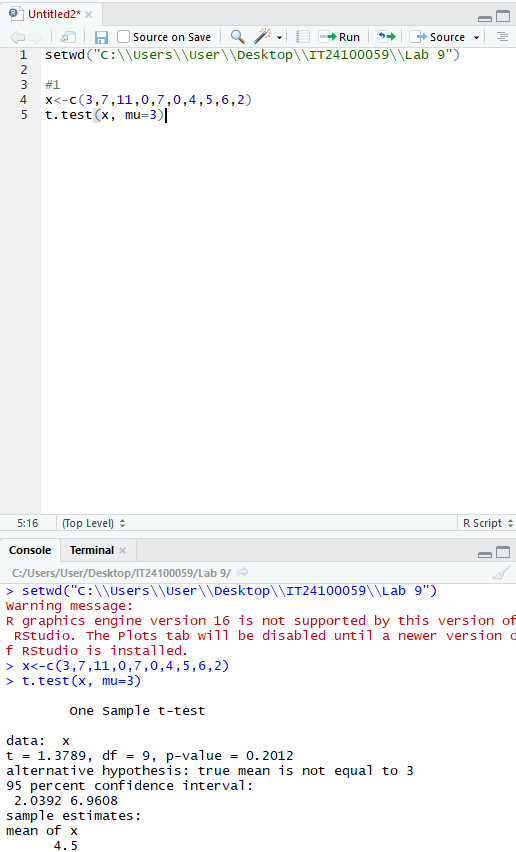 Untitled2*
Source on Save Run Source
1 setwd("C:\\Users\\User\\Desktop\\IT24100059\\Lab 9")
2
3 #1
4 x<-c(3,7,11,0,7,0,4,5,6,2)
5 t.test(x, mu=3)
5:16 (Top Level) R Script
Console Terminal
C:/Users/User/Desktop/IT24100059/Lab 9/
> setwd("C:\\Users\\User\\Desktop\\IT24100059\\Lab 9")
Warning message:
R graphics engine version 16 is not supported by this version of
RStudio. The Plots tab will be disabled until a newer version o
f RStudio is installed.
> x<-c(3,7,11,0,7,0,4,5,6,2)
> t.test(x, mu=3)
One Sample t-test
data: x
t = 1.3789, df = 9, p-value = 0.2012
alternative hypothesis: true mean is not equal to 3
95 percent confidence interval:
2.0392 6.9608
sample estimates:
mean of x
4.5